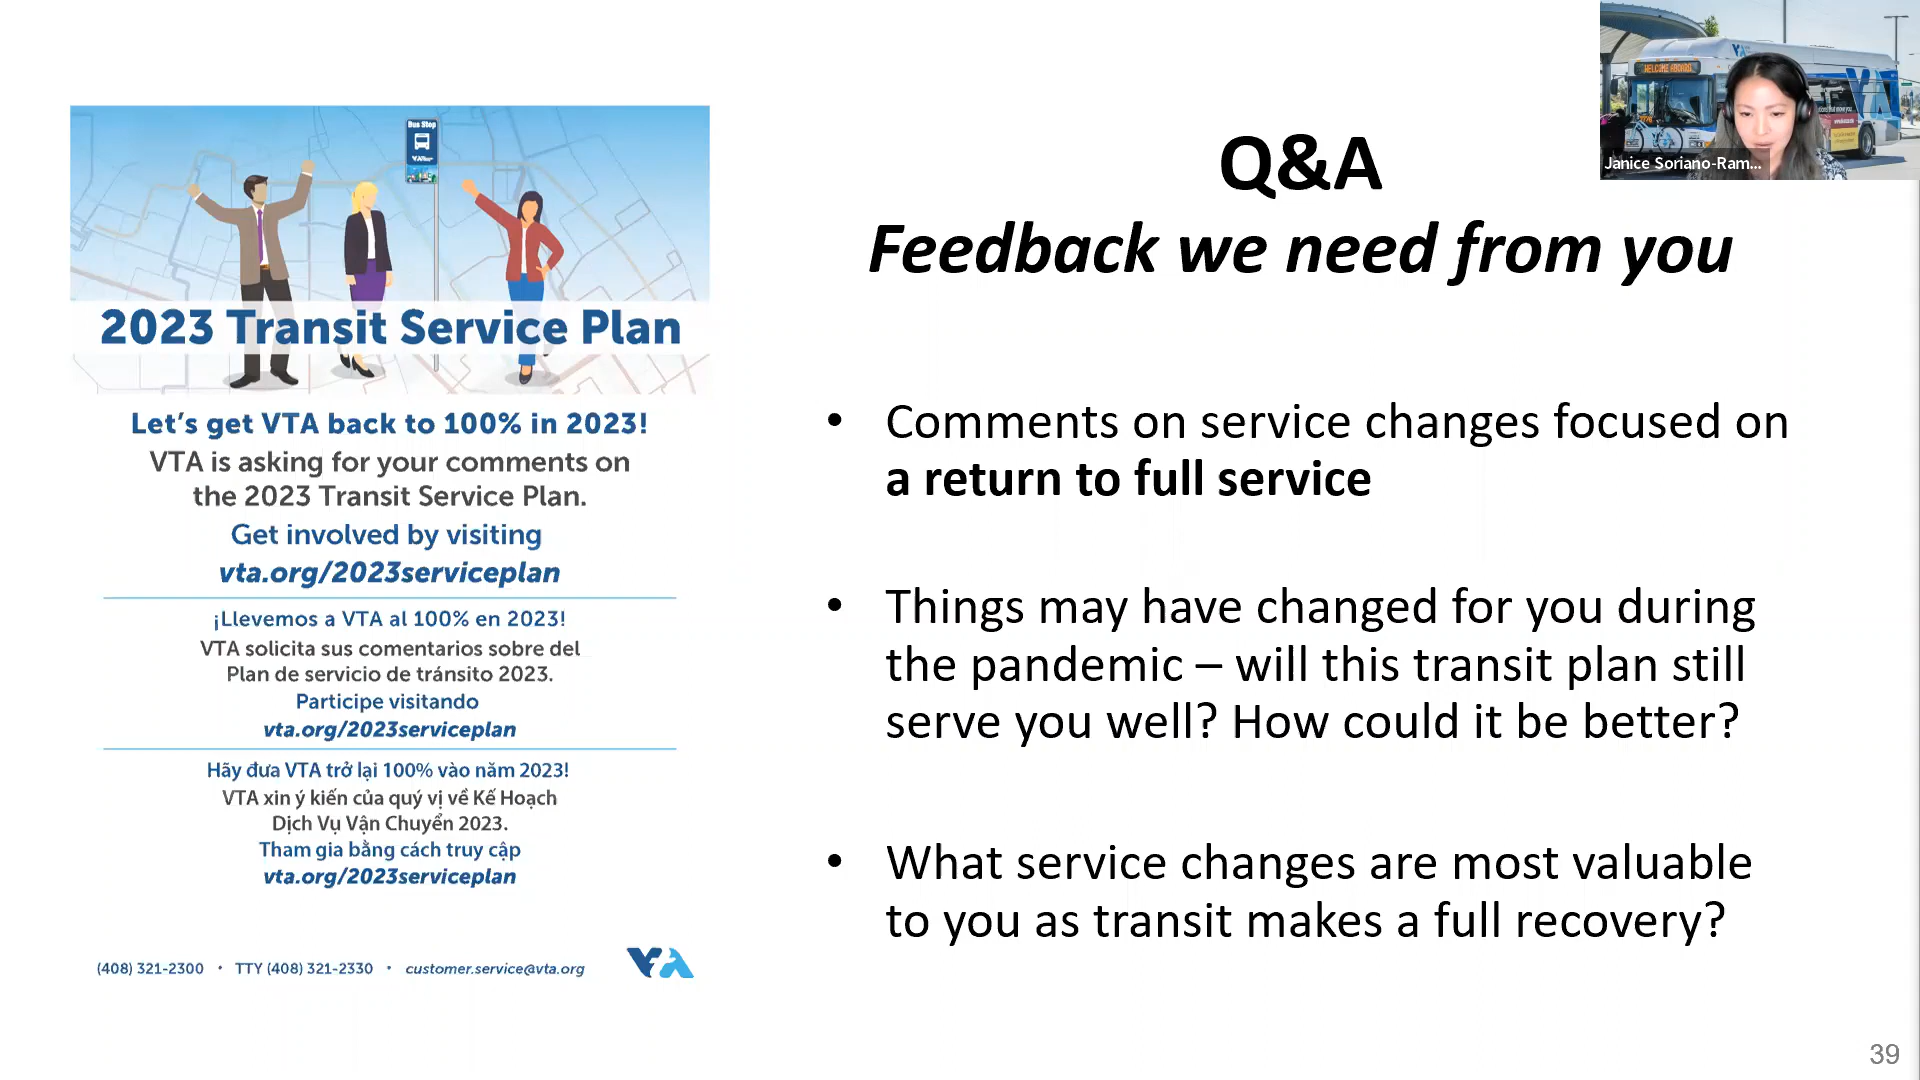 Bus Stop
VTA
2023 Transit Service Plan
Let's get VTA back to 100% in 2023!
VTA is asking for your comments on
the 2023 Transit Service Plan.
Get involved by visiting
vta.org/2023serviceplan
¡Llevemos a VTA al 100% en 2023!
VTA solicita sus comentarios sobre del
Plan de servicio de tránsito 2023.
Participe visitando
vta.org/2023serviceplan
Hãy đưa VTA trở lại 100% vào năm 2023!
VTA xin ý kiến của quý vị về Kế Hoạch
Dịch Vụ Vận Chuyển 2023.
Tham gia bằng cách truy cập
vta.org/2023serviceplan
(408) 321-2300 • TTY (408) 321-2330 • customer.service@vta.org
VTA
Q&A
Feedback we need from you
• Comments on service changes focused on
a return to full service
• Things may have changed for you during
the pandemic – will this transit plan still
serve you well? How could it be better?
• What service changes are most valuable
to you as transit makes a full recovery?
39
WELCOME ABOARD
Janice Soriano-Ram...